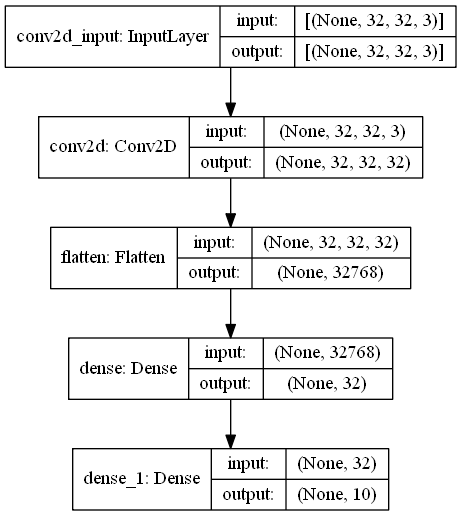 conv2d_input: InputLayer
input:
[(None, 32, 32, 3)]
output:
[(None, 32, 32, 3)]
conv2d: Conv2D
input:
(None, 32, 32, 3)
output:
(None, 32, 32, 32)
flatten: Flatten
input:
(None, 32, 32, 32)
output:
(None, 32768)
dense: Dense
input:
(None, 32768)
output:
(None, 32)
dense_1: Dense
input:
(None, 32)
output:
(None, 10)